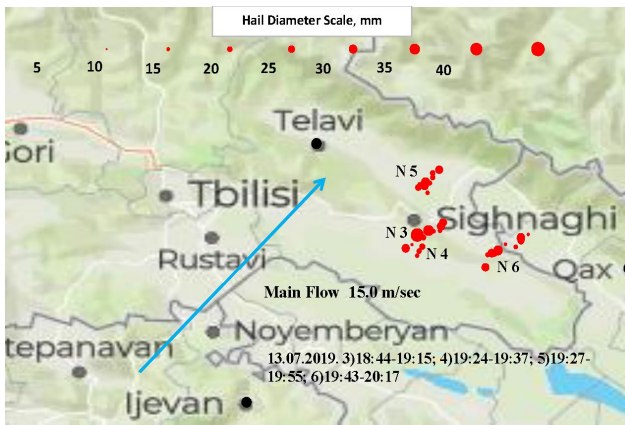 Hail Diameter Scale, mm
5 10 15 20 25 30 35 40
Telavi
Gori
N 5
Tbilisi
Sighnaghi
N 3
Rustavi
N 4
N 6
Qax
Main Flow 15.0 m/sec
Noyemberyan
tepanavan
13.07.2019. 3)18:44-19:15; 4)19:24-19:37; 5)19:27-
19:55; 6)19:43-20:17
Ijevan